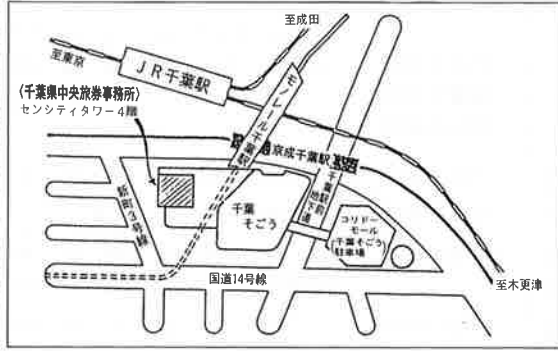 至成田
至東京
JR千葉駅
(千葉県中央旅券事務所)
センシティタワー4階
モノレール千葉駅
京成千葉駅
千葉駅前
地下道
新町3号線
千葉
そごう
コリドー
モール
(千葉そごう
駐車場)
国道14号線
至木更津